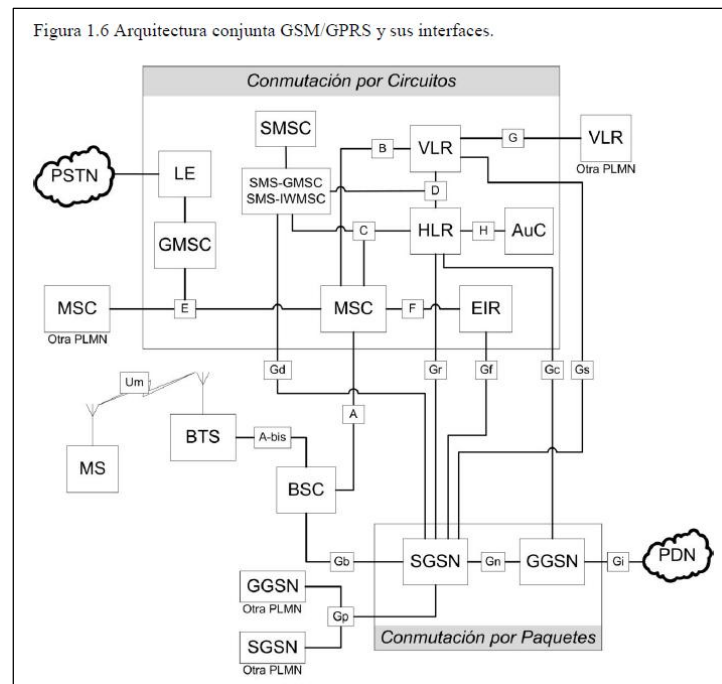 Figura 1.6 Arquitectura conjunta GSM/GPRS y sus interfaces.
Conmutación por Circuitos
SMSC
B
VLR
G
VLR
Otra PLMN
PSTN
LE
SMS-GMSC
SMS-IWMSC
D
GMSC
C
HLR
H
AuC
MSC
Otra PLMN
E
MSC
F
EIR
Gd
Gr
Gf
Gc
Gs
Um
A
MS
BTS
A-bis
BSC
Gb
SGSN
Gn
GGSN
Gi
PDN
GGSN
Otra PLMN
Gp
SGSN
Otra PLMN
Conmutación por Paquetes